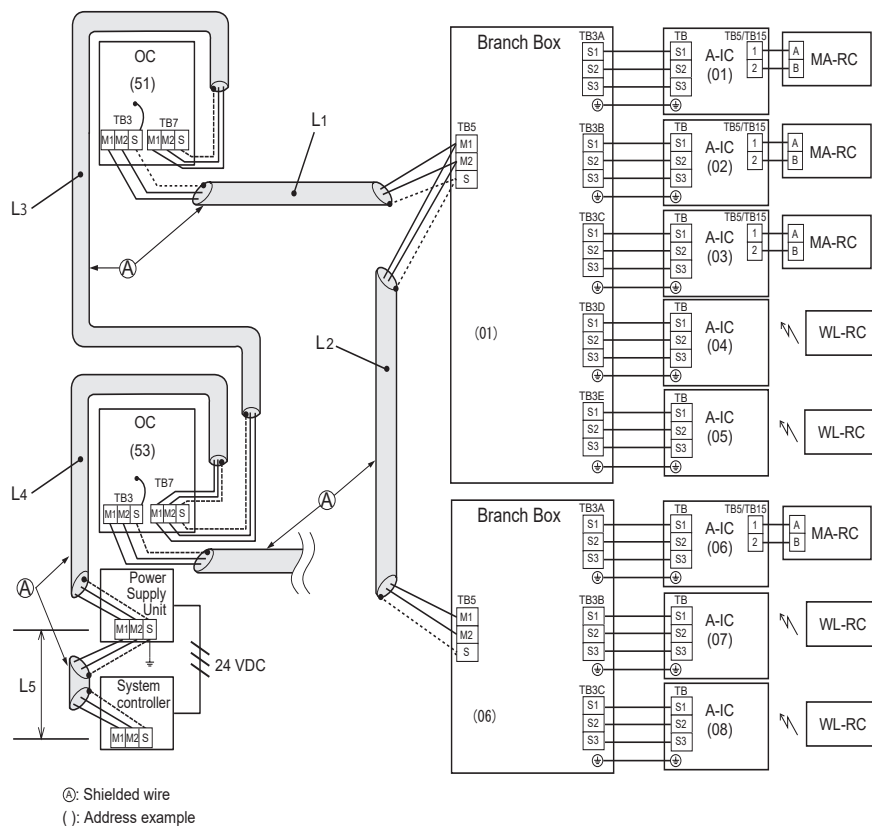 OC
(51)
TB3
TB7
M1 M2 S
M1 M2 S
L1
L3
Ⓐ
L2
L4
OC
(53)
TB3
TB7
M1 M2 S
M1 M2 S
Ⓐ
Ⓐ
Power
Supply
Unit
M1 M2 S
L5
24 VDC
System
controller
M1 M2 S
Branch Box
TB5
M1
M2
S
(01)
TB3A
S1
S2
S3
TB
S1
S2
S3
A-IC
(01)
TB5/TB15
1
2
A
B
MA-RC
TB3B
S1
S2
S3
TB
S1
S2
S3
A-IC
(02)
TB5/TB15
1
2
A
B
MA-RC
TB3C
S1
S2
S3
TB
S1
S2
S3
A-IC
(03)
TB5/TB15
1
2
A
B
MA-RC
TB3D
S1
S2
S3
TB
S1
S2
S3
A-IC
(04)
WL-RC
TB3E
S1
S2
S3
TB
S1
S2
S3
A-IC
(05)
WL-RC
Branch Box
TB5
M1
M2
S
(06)
TB3A
S1
S2
S3
TB
S1
S2
S3
A-IC
(06)
TB5/TB15
1
2
A
B
MA-RC
TB3B
S1
S2
S3
TB
S1
S2
S3
A-IC
(07)
WL-RC
TB3C
S1
S2
S3
TB
S1
S2
S3
A-IC
(08)
WL-RC
Ⓐ: Shielded wire
( ): Address example